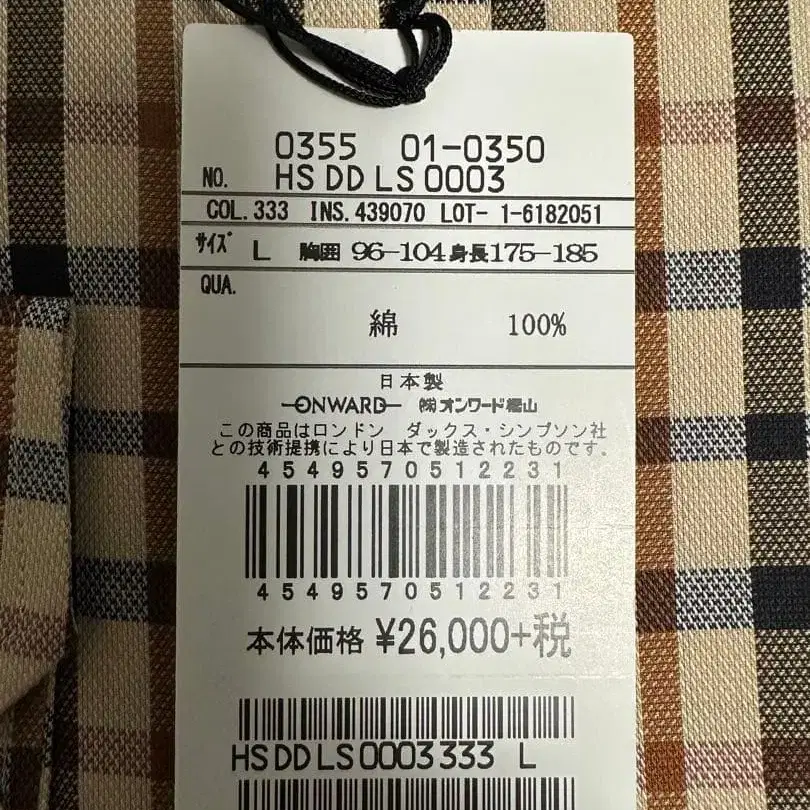 0355 01-0350
NO. HS DD LS 0003
COL. 333 INS. 439070 LOT- 1-6182051
ｻｲｽﾞ L 胸囲 96-104 身長 175-185
QUA.
綿 100%
日本製
ONWARD ㈱オンワード樫山
この商品はロンドン ダックス・シンプソン社
との技術提携により日本で製造されたものです。
4549570512231
4549570512231
本体価格 ¥26,000+税
HS DD LS 0003 333 L